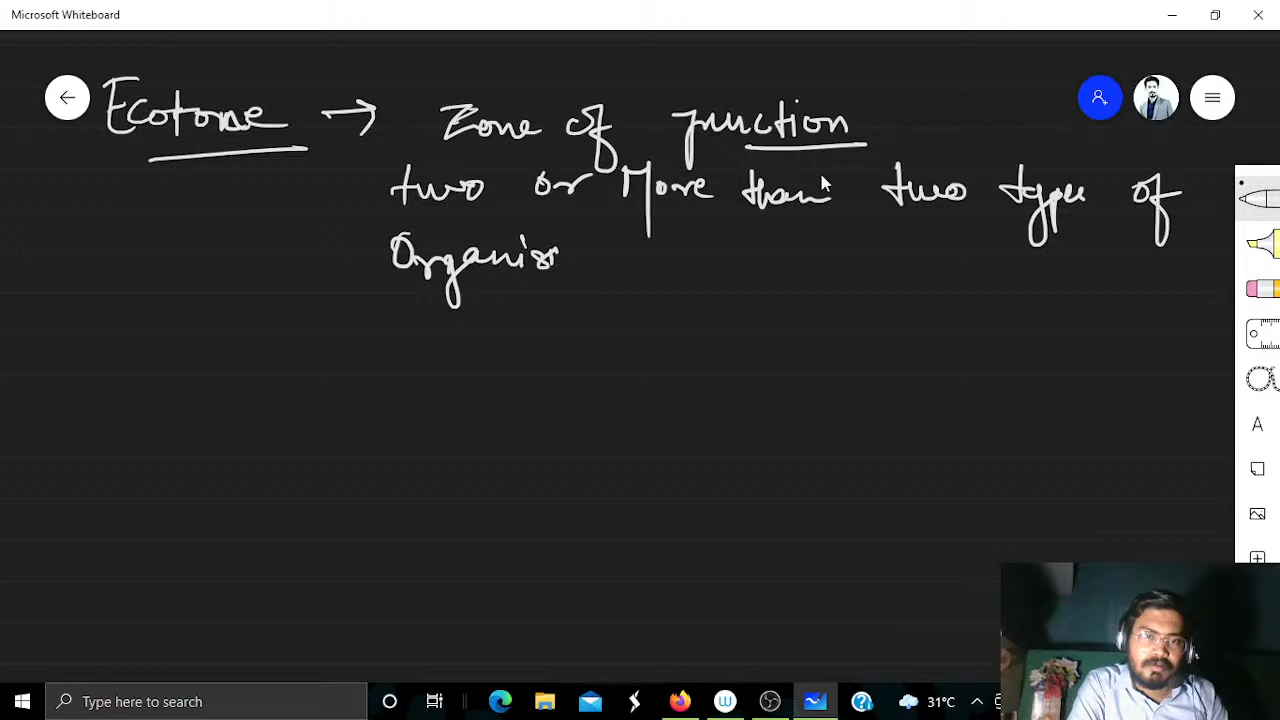 Microsoft Whiteboard
Ecotone → Zone of junction
two or More than two type of
Organis
A
Type here to search
31°C